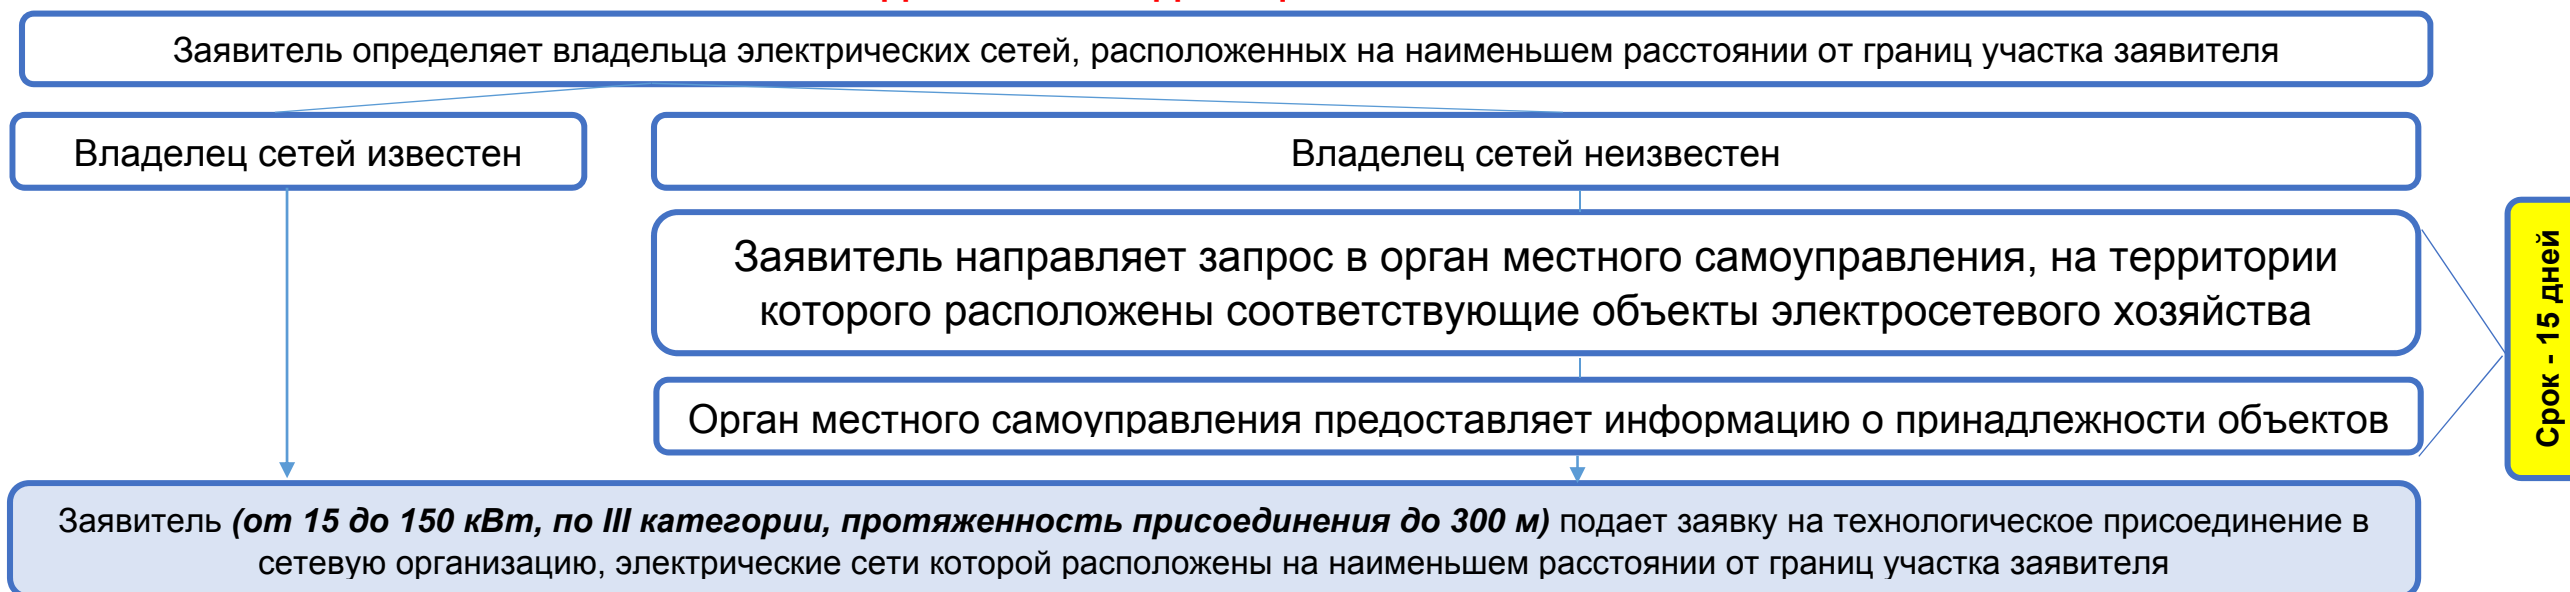 Заявитель определяет владельца электрических сетей, расположенных на наименьшем расстоянии от границ участка заявителя
Владелец сетей известен
Владелец сетей неизвестен
Заявитель направляет запрос в орган местного самоуправления, на территории
которого расположены соответствующие объекты электросетевого хозяйства
Срок - 15 дней
Орган местного самоуправления предоставляет информацию о принадлежности объектов
Заявитель (от 15 до 150 кВт, по III категории, протяженность присоединения до 300 м) подает заявку на технологическое присоединение в
сетевую организацию, электрические сети которой расположены на наименьшем расстоянии от границ участка заявителя